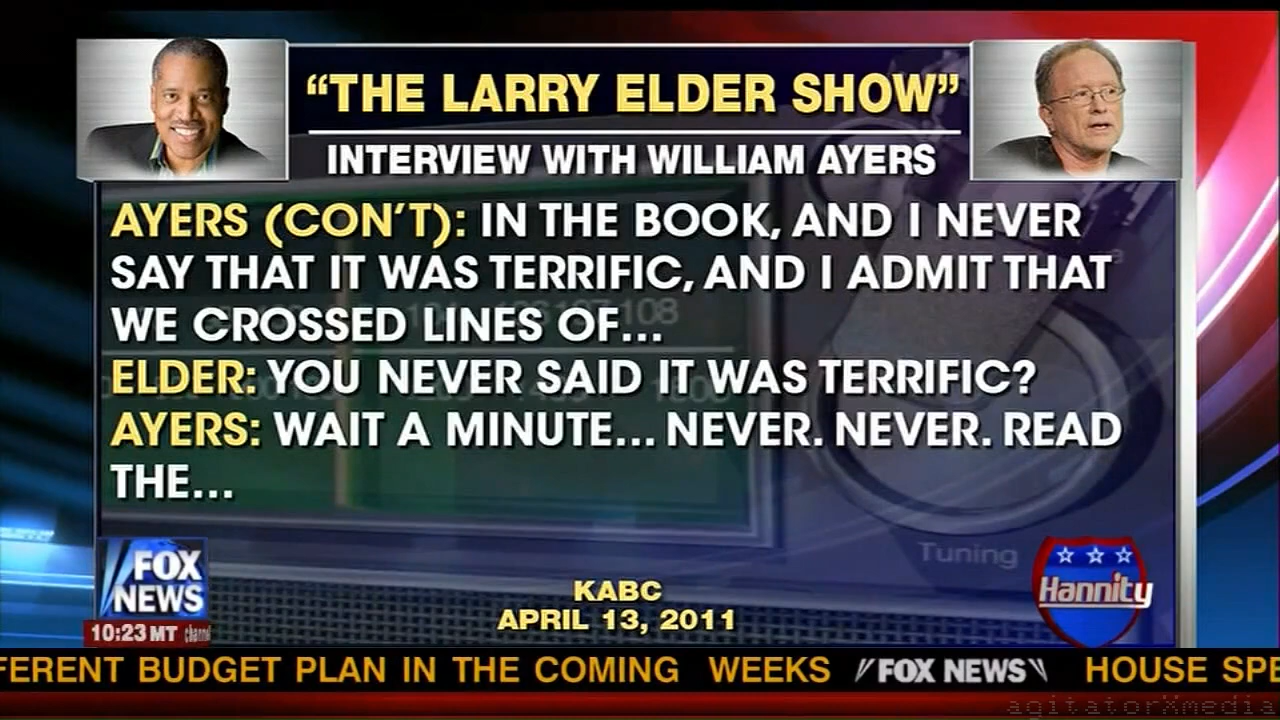 “THE LARRY ELDER SHOW”
INTERVIEW WITH WILLIAM AYERS
AYERS (CON’T): IN THE BOOK, AND I NEVER
SAY THAT IT WAS TERRIFIC, AND I ADMIT THAT
WE CROSSED LINES OF...
ELDER: YOU NEVER SAID IT WAS TERRIFIC?
AYERS: WAIT A MINUTE... NEVER. NEVER. READ
THE...
108
Tuning
FOX
NEWS
channel
10:23 MT
Hannity
KABC
APRIL 13, 2011
FERENT BUDGET PLAN IN THE COMING WEEKS FOX NEWS HOUSE SPE
agitatorXmedia